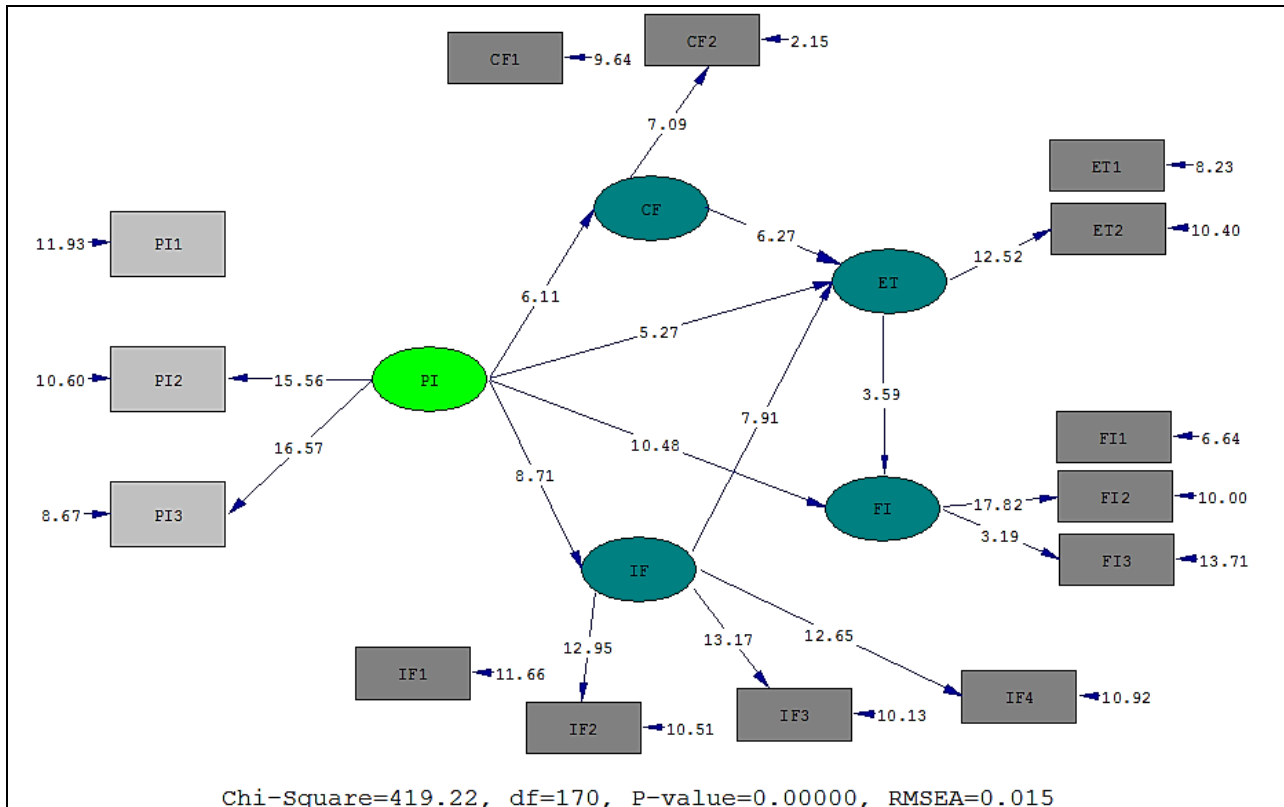 CF2
2.15
CF1
9.64
7.09
ET1
8.23
CF
ET2
10.40
11.93
PI1
6.27
12.52
ET
6.11
5.27
10.60
PI2
15.56
PI
3.59
7.91
FI1
6.64
16.57
10.48
8.71
FI2
10.00
17.82
8.67
PI3
FI
3.19
FI3
13.71
IF
12.95
13.17
12.65
IF1
11.66
IF4
10.92
IF3
10.13
IF2
10.51
Chi-Square=419.22, df=170, P-value=0.00000, RMSEA=0.015